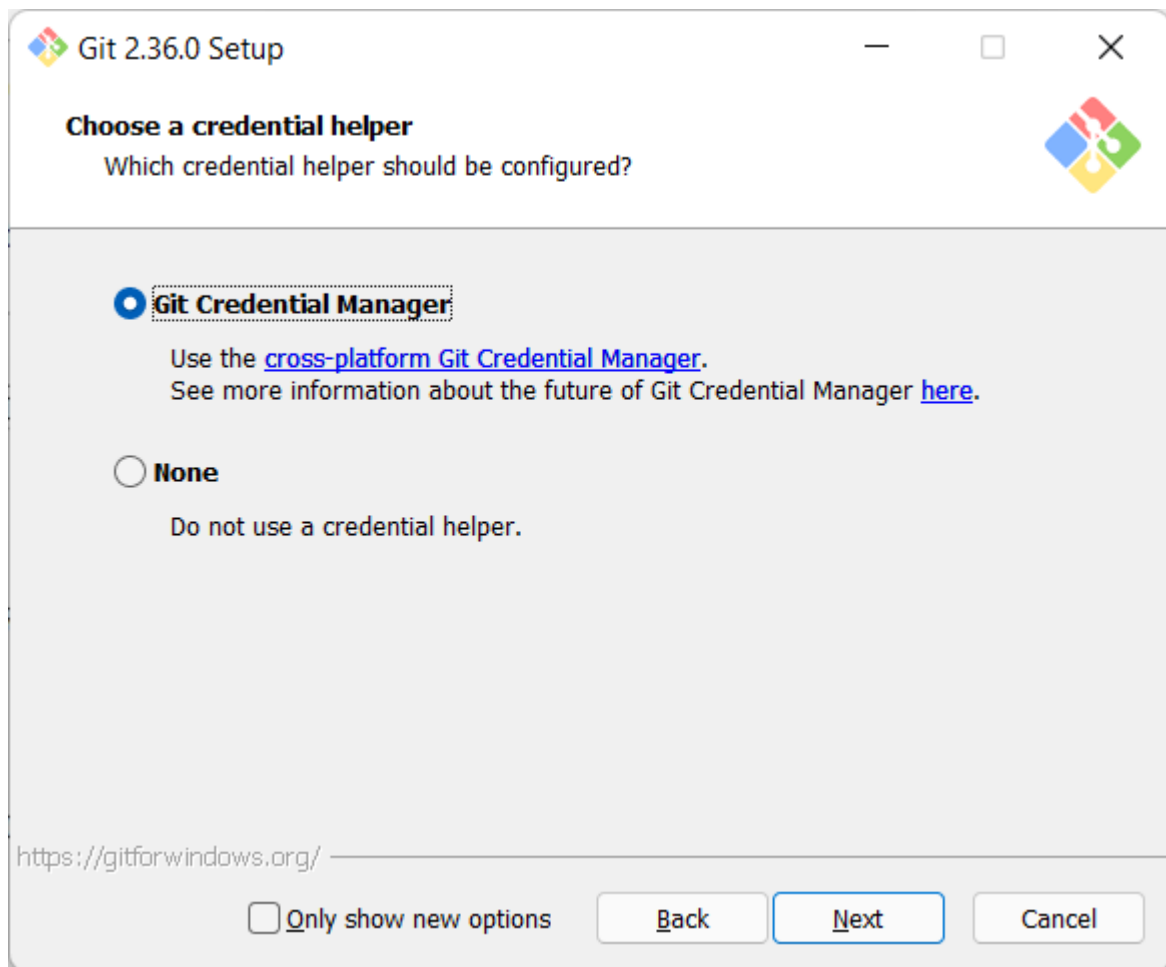 Git 2.36.0 Setup
Choose a credential helper
Which credential helper should be configured?
Git Credential Manager
Use the cross-platform Git Credential Manager.
See more information about the future of Git Credential Manager here.
None
Do not use a credential helper.
https://gitforwindows.org/
Only show new options
Back
Next
Cancel